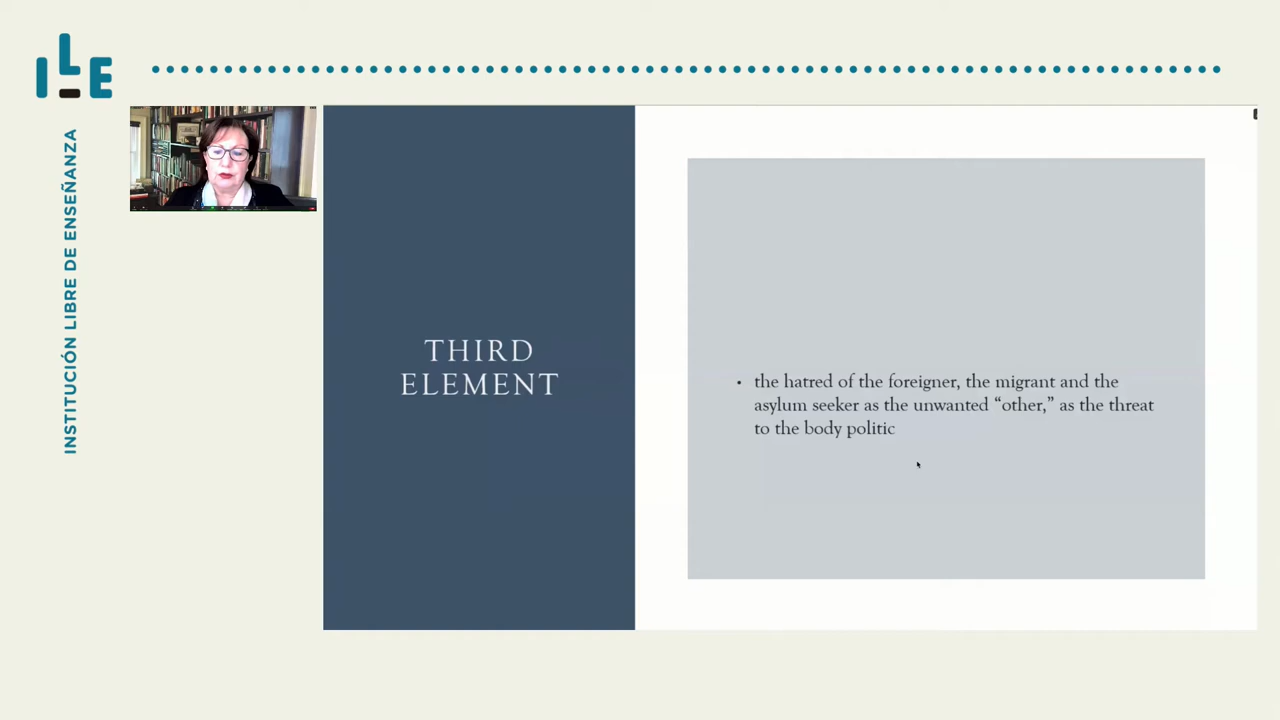 ILE
INSTITUCIÓN LIBRE DE ENSEÑANZA
THIRD
ELEMENT
• the hatred of the foreigner, the migrant and the
asylum seeker as the unwanted “other,” as the threat
to the body politic